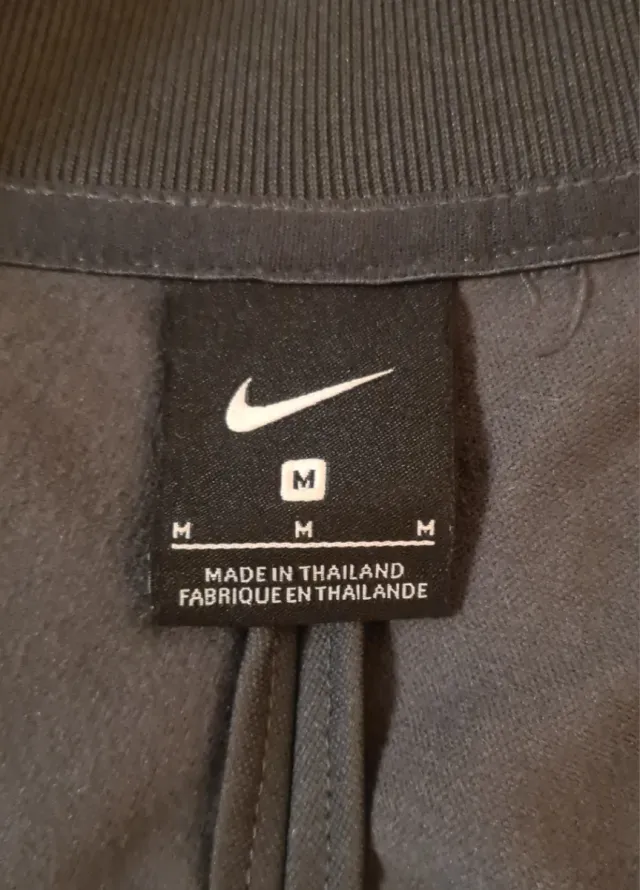 M
M M M
MADE IN THAILAND
FABRIQUE EN THAILANDE